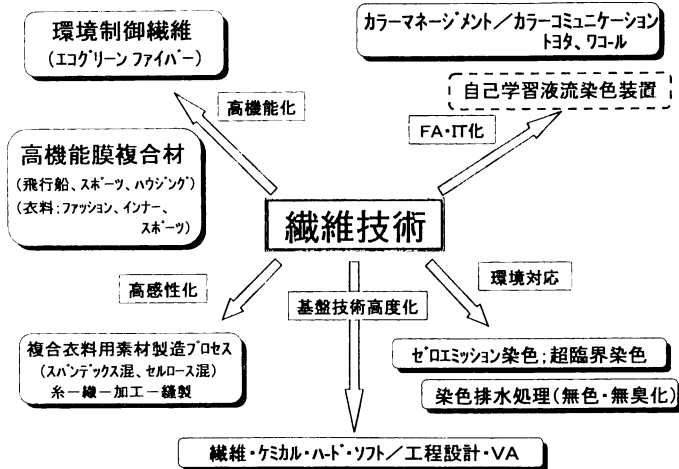 環境制御繊維
(エコグリーン ファイバー)
カラーマネージメント/カラーコミュニケーション
トヨタ、ワコール
自己学習液流染色装置
高機能化
FA・IT化
高機能膜複合材
(飛行船、スポーツ、ハウジング)
(衣料;ファッション、インナー、
スポーツ)
繊維技術
高感性化
基盤技術高度化
環境対応
複合衣料用素材製造プロセス
(スパンデックス混、セルロース混)
糸－織－加工－縫製
ゼロエミッション染色;超臨界染色
染色排水処理(無色・無臭化)
繊維・ケミカル・ハード・ソフト/工程設計・VA